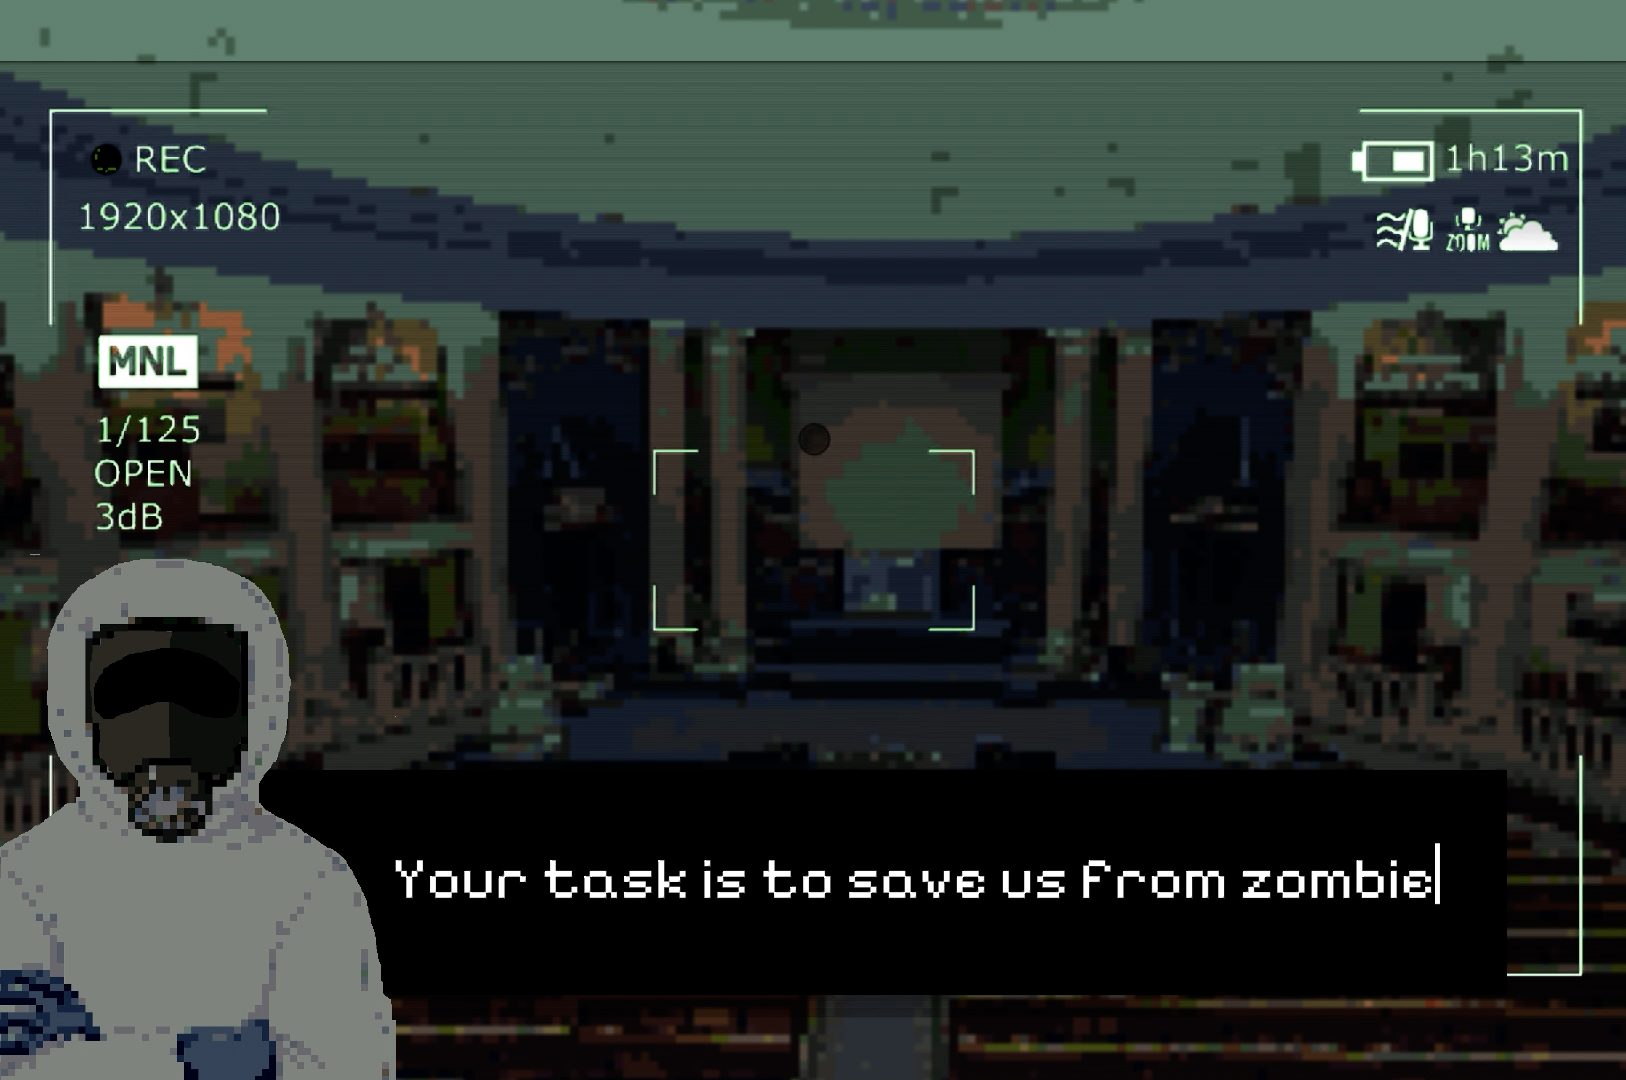 REC
1920x1080
1h13m
ZOOM
MNL
1/125
OPEN
3dB
Your task is to save us from zombie